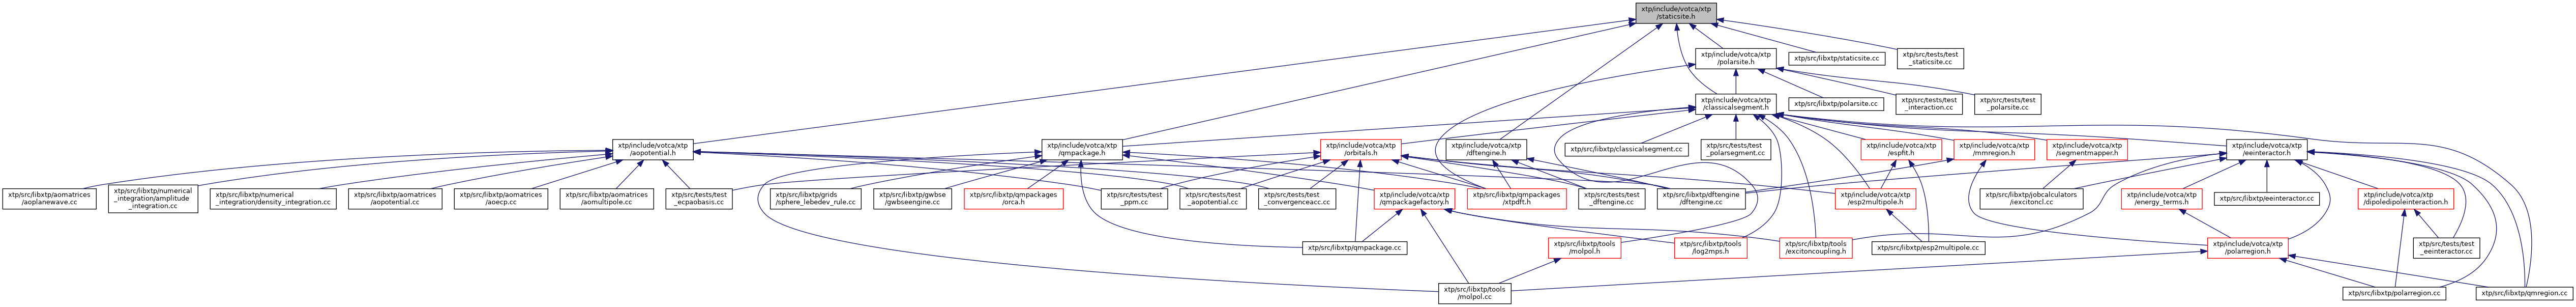 xtp/include/votca/xtp
/staticsite.h
xtp/include/votca/xtp
/polarsite.h
xtp/src/libxtp/staticsite.cc
xtp/src/tests/test
_staticsite.cc
xtp/include/votca/xtp
/classicalsegment.h
xtp/src/libxtp/polarsite.cc
xtp/src/tests/test
_interaction.cc
xtp/src/tests/test
_polarsite.cc
xtp/include/votca/xtp
/aopotential.h
xtp/include/votca/xtp
/qmpackage.h
xtp/include/votca/xtp
/orbitals.h
xtp/include/votca/xtp
/dftengine.h
xtp/src/libxtp/classicalsegment.cc
xtp/src/tests/test
_polarsegment.cc
xtp/include/votca/xtp
/espfit.h
xtp/include/votca/xtp
/mmregion.h
xtp/include/votca/xtp
/segmentmapper.h
xtp/include/votca/xtp
/eeinteractor.h
xtp/src/libxtp/aomatrices
/aoplanewave.cc
xtp/src/libxtp/numerical
_integration/amplitude
_integration.cc
xtp/src/libxtp/numerical
_integration/density_integration.cc
xtp/src/libxtp/aomatrices
/aopotential.cc
xtp/src/libxtp/aomatrices
/aoecp.cc
xtp/src/libxtp/aomatrices
/aomultipole.cc
xtp/src/tests/test
_ecpaobasis.cc
xtp/src/libxtp/grids
/sphere_lebedev_rule.cc
xtp/src/libxtp/gwbse
/gwbseengine.cc
xtp/src/libxtp/qmpackages
/orca.h
xtp/src/tests/test
_ppm.cc
xtp/src/tests/test
_aopotential.cc
xtp/src/tests/test
_convergenceacc.cc
xtp/include/votca/xtp
/qmpackagefactory.h
xtp/src/libxtp/qmpackages
/xtpdft.h
xtp/src/tests/test
_dftengine.cc
xtp/src/libxtp/dftengine
/dftengine.cc
xtp/include/votca/xtp
/esp2multipole.h
xtp/src/libxtp/jobcalculators
/iexcitoncl.cc
xtp/include/votca/xtp
/energy_terms.h
xtp/src/libxtp/eeinteractor.cc
xtp/include/votca/xtp
/dipoledipoleinteraction.h
xtp/src/libxtp/qmpackage.cc
xtp/src/libxtp/tools
/molpol.h
xtp/src/libxtp/tools
/log2mps.h
xtp/src/libxtp/tools
/excitoncoupling.h
xtp/src/libxtp/esp2multipole.cc
xtp/include/votca/xtp
/polarregion.h
xtp/src/tests/test
_eeinteractor.cc
xtp/src/libxtp/tools
/molpol.cc
xtp/src/libxtp/polarregion.cc
xtp/src/libxtp/qmregion.cc